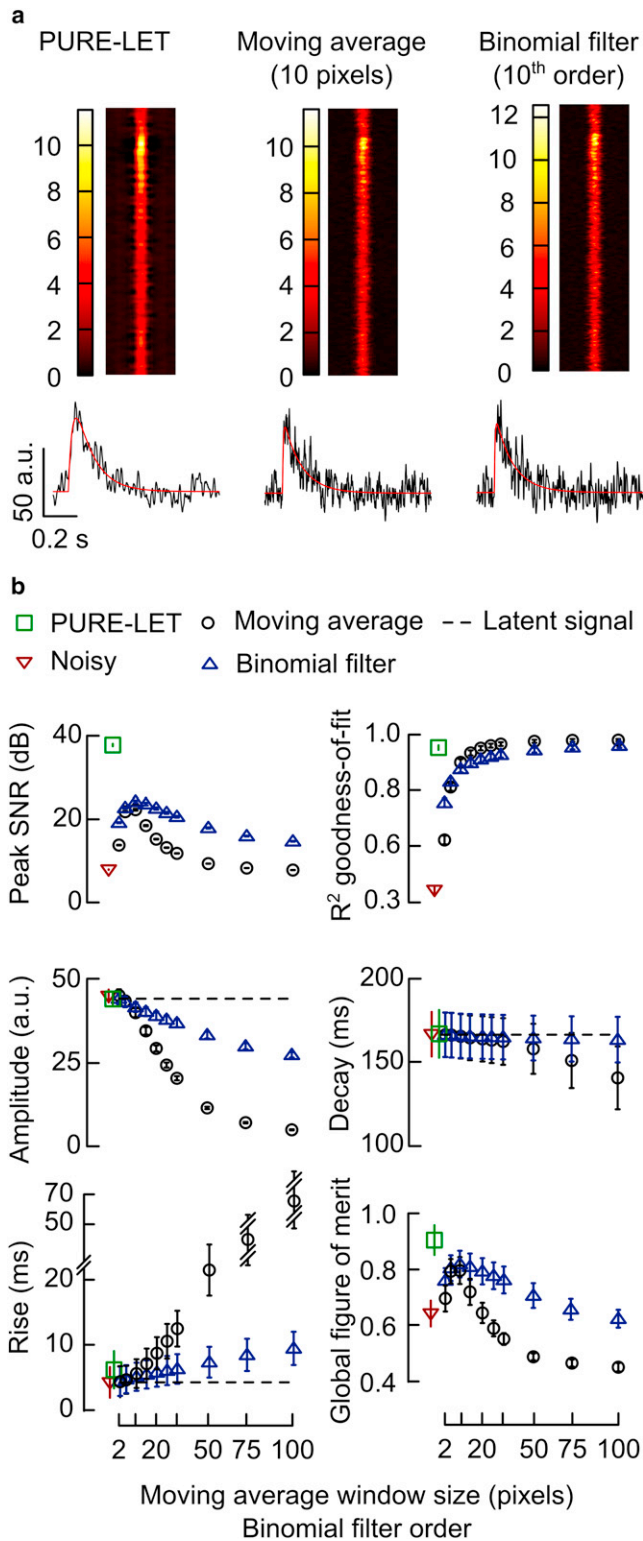 a
PURE-LET
Moving average
(10 pixels)
Binomial filter
(10th order)
10
8
6
4
2
0
10
8
6
4
2
0
12
10
8
6
4
2
0
50 a.u.
0.2 s
b
PURE-LET
Moving average
Latent signal
Noisy
Binomial filter
Peak SNR (dB)
40
20
0
R2 goodness-of-fit
1.0
0.8
0.6
0.3
Amplitude (a.u.)
50
25
0
Decay (ms)
200
150
100
Rise (ms)
70
50
20
10
0
2
20
50
75
100
Global figure of merit
1.0
0.8
0.6
0.4
2
20
50
75
100
Moving average window size (pixels)
Binomial filter order